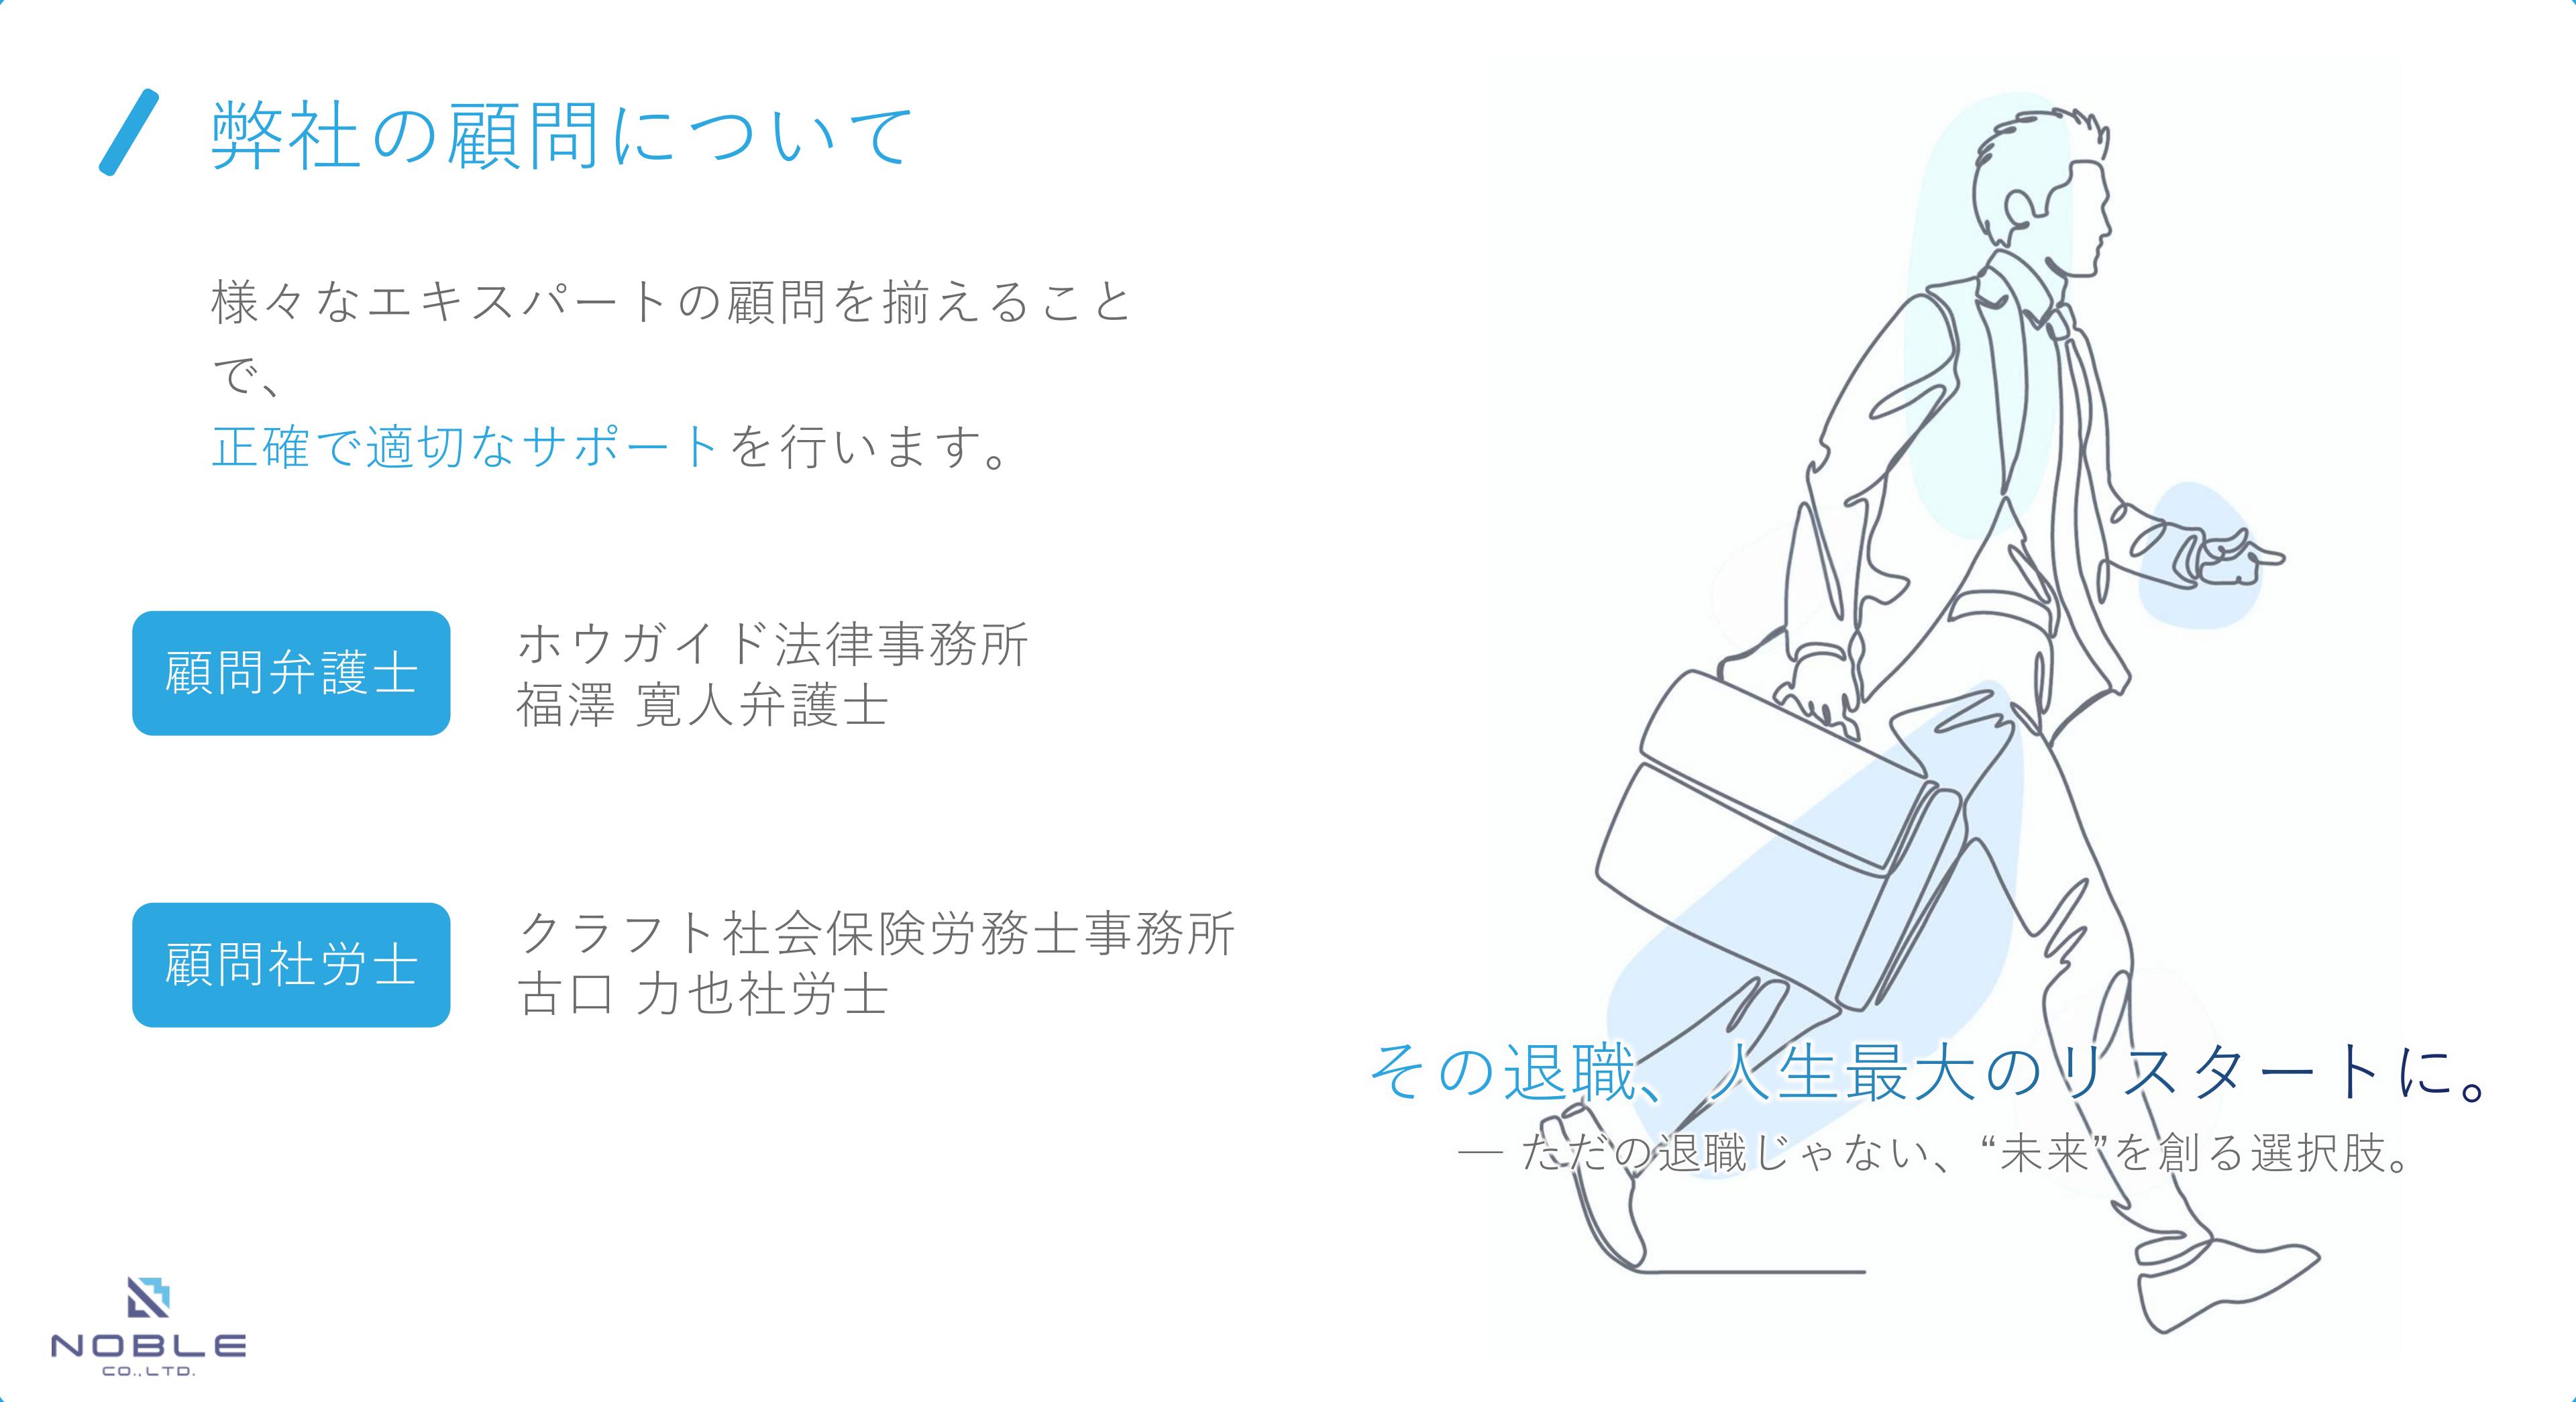 弊社の顧問について
様々なエキスパートの顧問を揃えること
で、
正確で適切なサポートを行います。
顧問弁護士
ホウガイド法律事務所
福澤 寛人弁護士
顧問社労士
クラフト社会保険労務士事務所
古口 力也社労士
その退職、人生最大のリスタートに。
― ただの退職じゃない、“未来”を創る選択肢。
NOBLE
CO.,LTD.